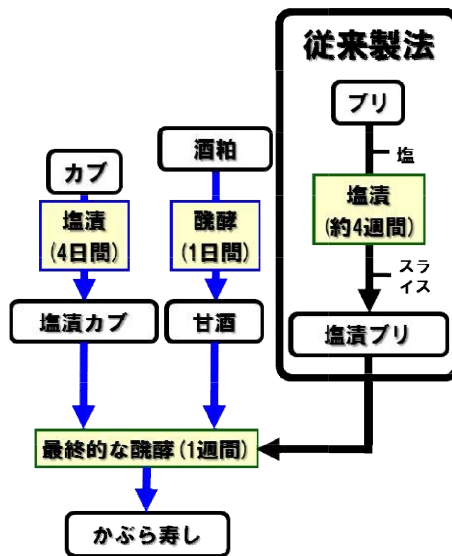 従来製法
ブリ
塩
塩漬
(約4週間)
スラ
イス
塩漬ブリ
酒粕
醗酵
(1日間)
甘酒
カブ
塩漬
(4日間)
塩漬カブ
最終的な醗酵(1週間)
かぶら寿し